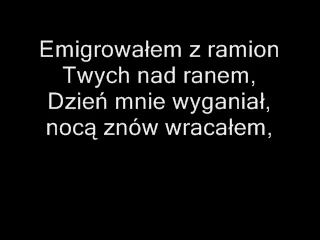 Emigrowałem z ramion
Twych nad ranem,
Dzień mnie wyganiał,
nocą znów wracałem,